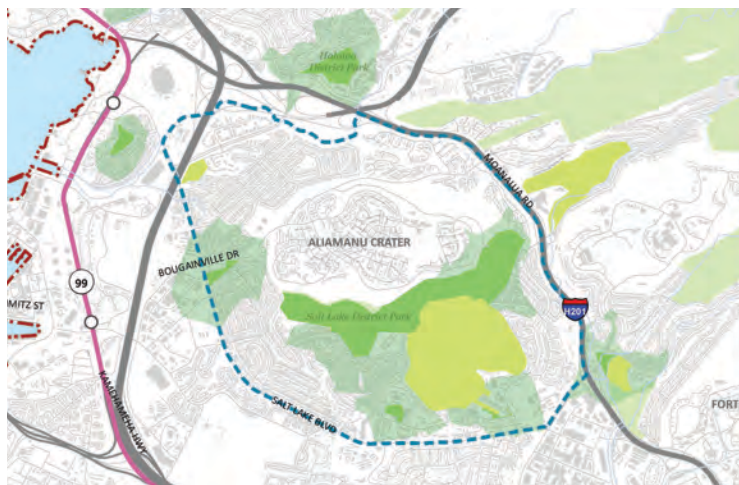 Halawa
District Park
MOANALUA RD
ALIAMANU CRATER
BOUGAINVILLE DR
99
MITZ ST
H201
Salt Lake District Park
SALT LAKE BLVD
KAMEHAMEHA HWY
FORT